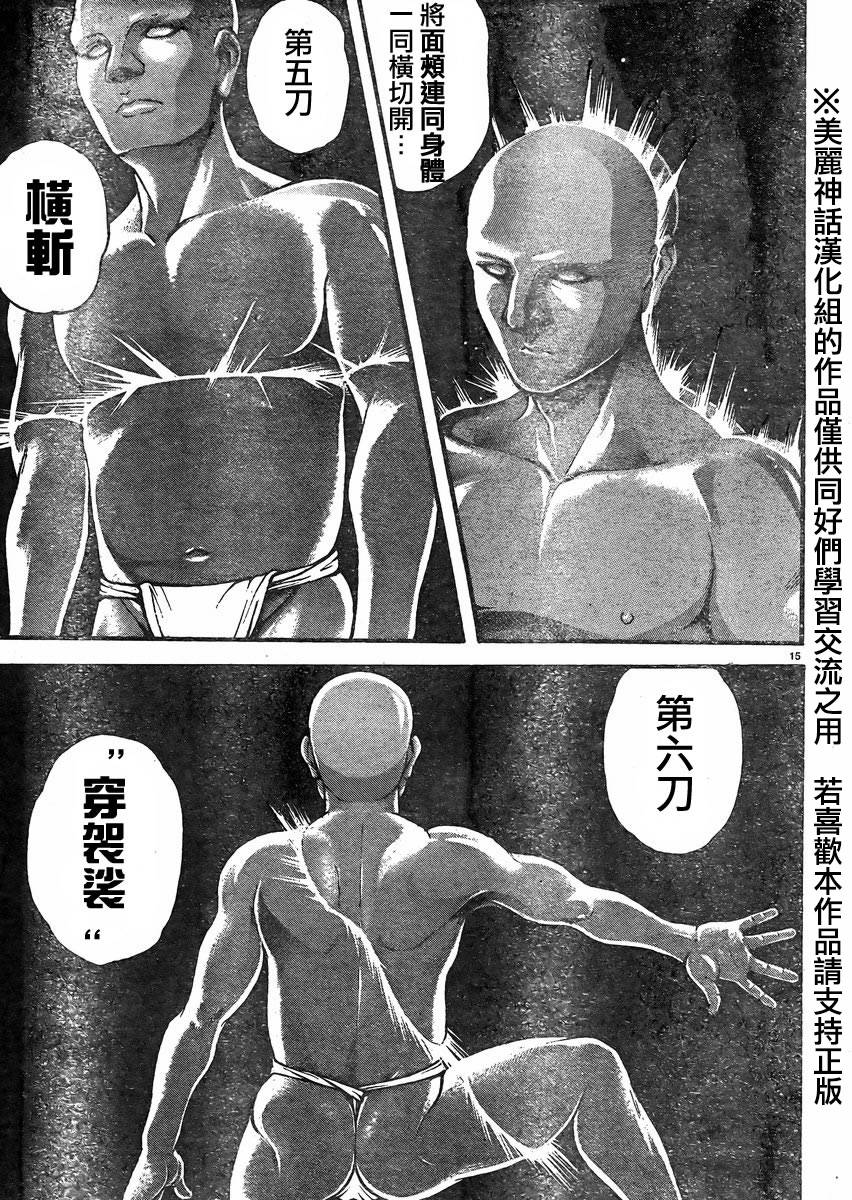 將面頰連同身體
一同橫切開…
第五刀
橫斬
15
第六刀
”穿袈裟“
※美麗神話漢化組的作品僅供同好們學習交流之用 若喜歡本作品請支持正版